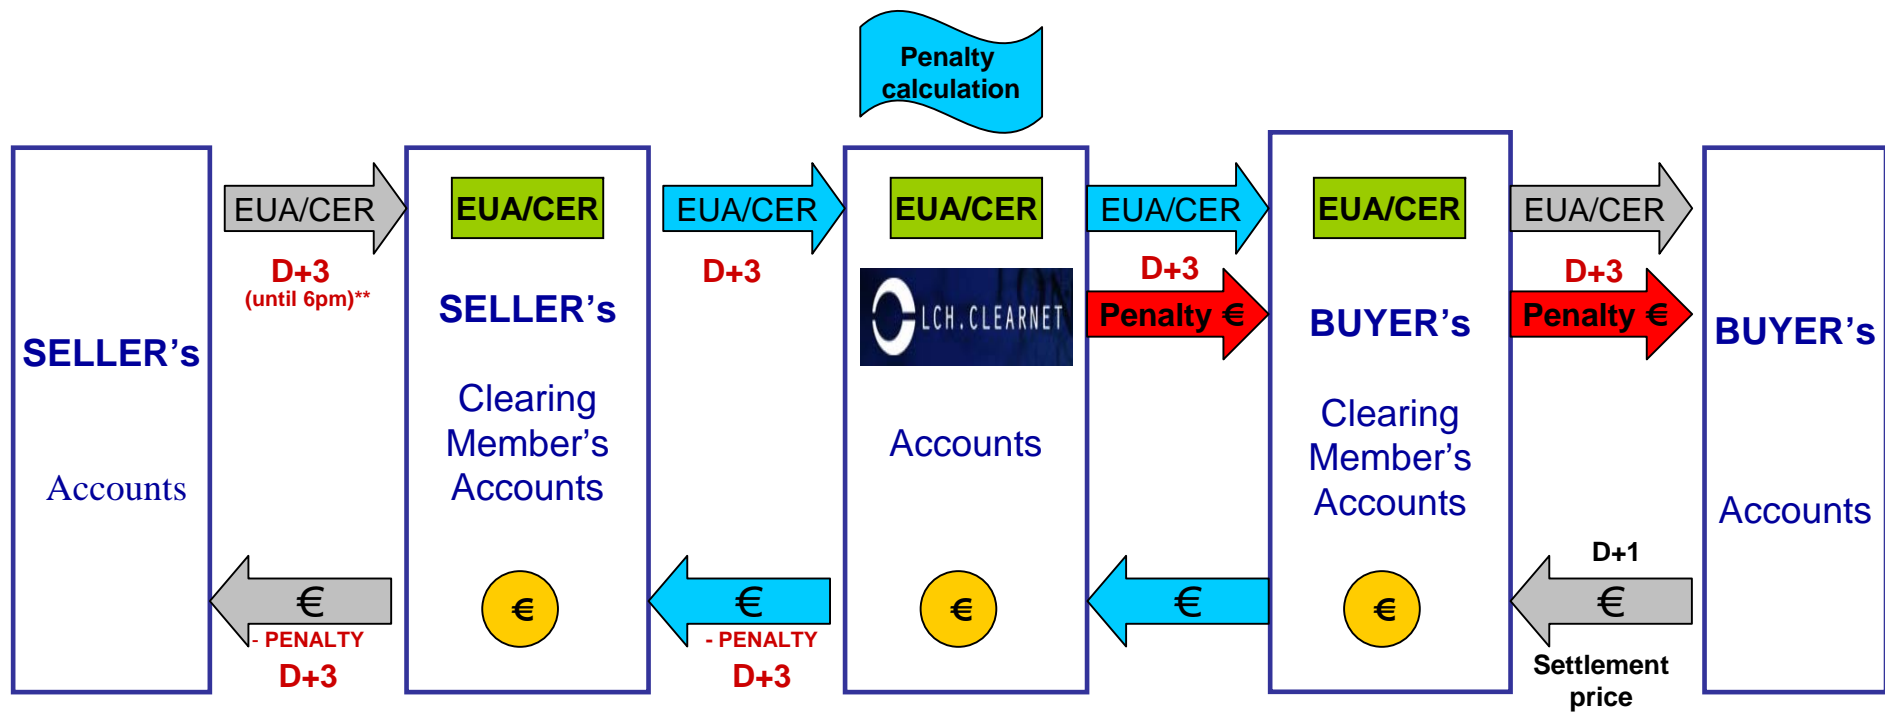 Penalty
calculation
EUA/CER
D+3
(until 6pm)**
EUA/CER
D+3
EUA/CER
EUA/CER
EUA/CER
D+3
EUA/CER
EUA/CER
D+3
SELLER’s
Accounts
SELLER’s
Clearing
Member’s
Accounts
LCH.CLEARNET
Accounts
Penalty €
BUYER’s
Clearing
Member’s
Accounts
Penalty €
BUYER’s
Accounts
€
- PENALTY
D+3
€
€
- PENALTY
D+3
€
€
€
D+1
€
Settlement
price